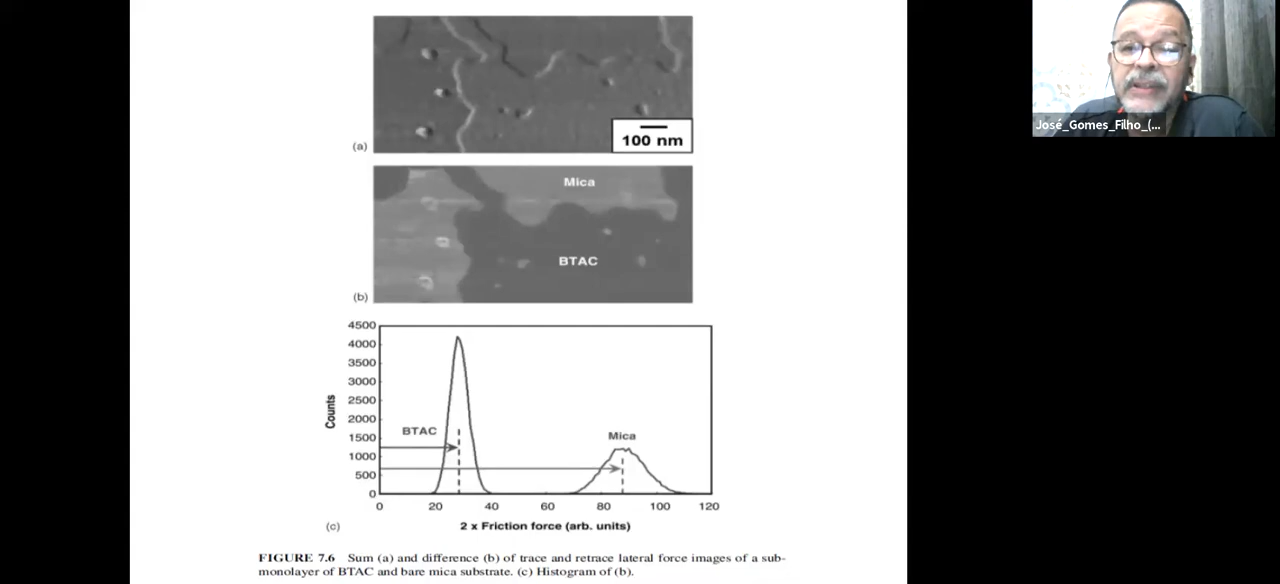 José_Gomes_Filho_(...
100 nm
(a)
Mica
BTAC
(b)
4500
4000
3500
3000
2500
2000
1500
1000
500
0
Counts
BTAC
Mica
0 20 40 60 80 100 120
2 x Friction force (arb. units)
(c)
FIGURE 7.6 Sum (a) and difference (b) of trace and retrace lateral force images of a sub-
monolayer of BTAC and bare mica substrate. (c) Histogram of (b).